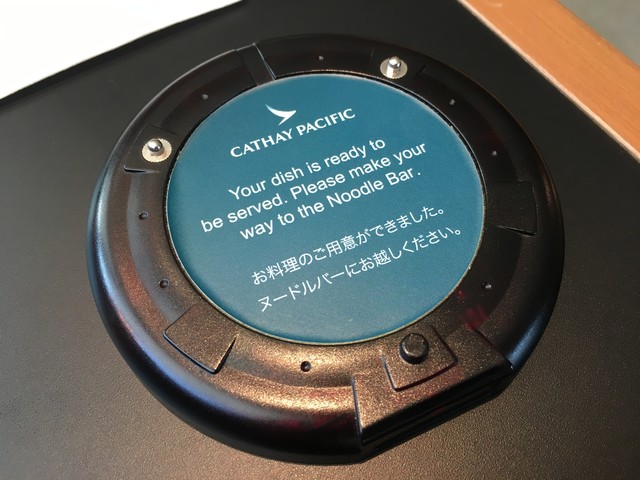 CATHAY PACIFIC
Your dish is ready to
be served. Please make your
way to the Noodle Bar.
お料理のご用意ができました。
ヌードルバーにお越しください。